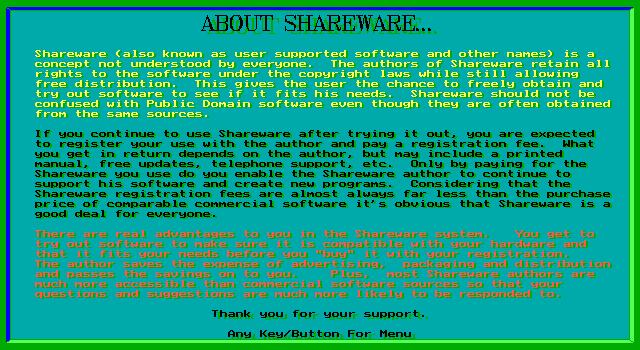 ABOUT SHAREWARE...
Shareware (also known as user supported software and other names) is a
concept not understood by everyone.  The authors of Shareware retain all
rights to the software under the copyright laws while still allowing
free distribution.  This gives the user the chance to freely obtain and
try out software to see if it fits his needs.  Shareware should not be
confused with Public Domain software even though they are often obtained
from the same sources.
If you continue to use Shareware after trying it out, you are expected
to register your use with the author and pay a registration fee.  What
you get in return depends on the author, but may include a printed
manual, free updates, telephone support, etc.  Only by paying for the
Shareware you use do you enable the Shareware author to continue to
support his software and create new programs.  Considering that the
Shareware registration fees are almost always far less than the purchase
price of comparable commercial software it's obvious that Shareware is a
good deal for everyone.
There are real advantages to you in the Shareware system.   You get to
try out software to make sure it is compatible with your hardware and
that it fits your needs before you "buy" it with your registration.
The author saves the expense of advertising,  packaging and distribution
and passes the savings on to you.    Plus,  most Shareware authors are
much more accessible than commercial software sources so that your
questions and suggestions are much more likely to be responded to.
Thank you for your support.
Any Key/Button For Menu